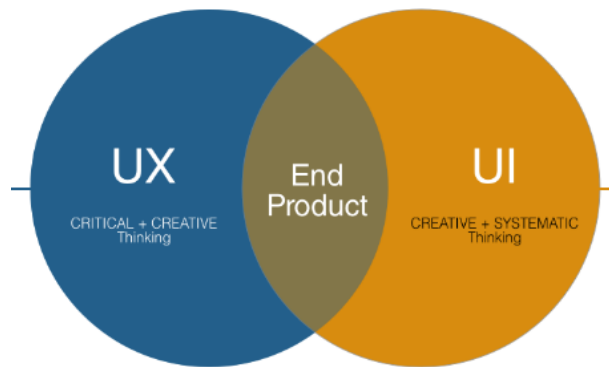 UX
CRITICAL + CREATIVE
Thinking
End
Product
UI
CREATIVE + SYSTEMATIC
Thinking